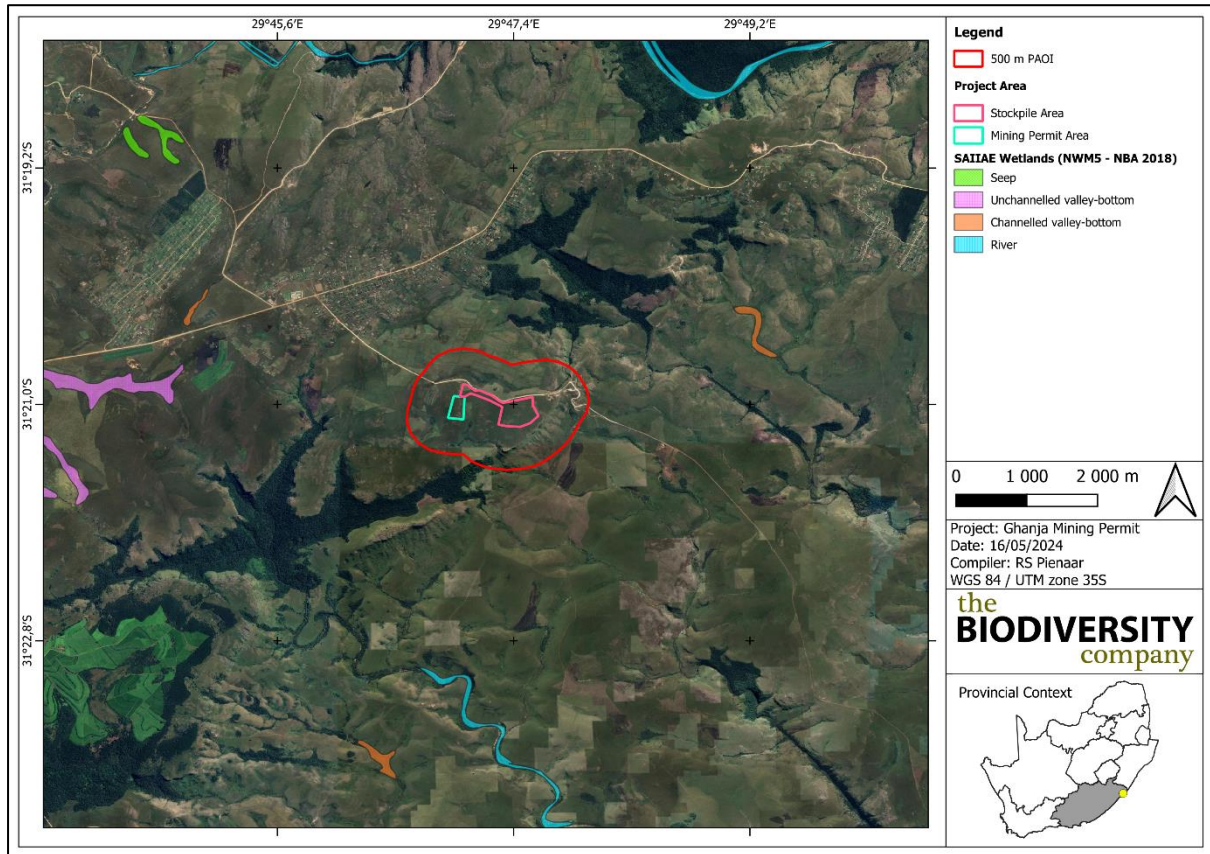 29°45,6'E
29°47,4'E
29°49,2'E
31°19,2'S
31°21,0'S
31°22,8'S
Legend
500 m PAOI
Project Area
Stockpile Area
Mining Permit Area
SAIIAE Wetlands (NWM5 - NBA 2018)
Seep
Unchannelled valley-bottom
Channelled valley-bottom
River
0 1 000 2 000 m
Project: Ghanja Mining Permit
Date: 16/05/2024
Compiler: RS Pienaar
WGS 84 / UTM zone 35S
the
BIODIVERSITY
company
Provincial Context